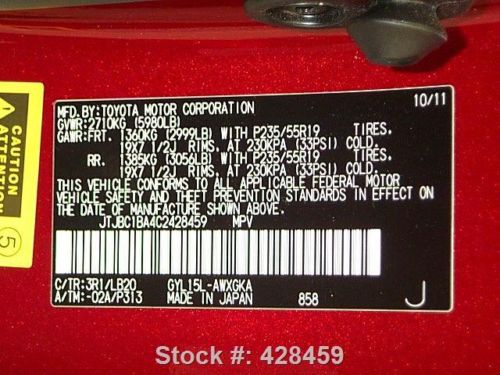 MFD.BY:TOYOTA MOTOR CORPORATION 10/11
GVWR:2710KG (5980LB)
GAWR:FRT. 1360KG (2999LB) WITH P235/55R19 TIRES.
19X7 1/2J RIMS. AT 230KPA (33PSI) COLD.
RR. 1385KG (3056LB) WITH P235/55R19 TIRES.
19X7 1/2J RIMS. AT 230KPA (33PSI) COLD.
THIS VEHICLE CONFORMS TO ALL APPLICABLE FEDERAL MOTOR
VEHICLE SAFETY AND THEFT PREVENTION STANDARDS IN EFFECT
ON THE DATE OF MANUFACTURE SHOWN ABOVE.
JTJBC1BA4C2428459 MPV
C/TR:3R1/LB20 GYL15L-AWXGKA
A/TM:-02A/P313 MADE IN JAPAN 858 J
CAUTION
ATTENTION
5
Stock #: 428459